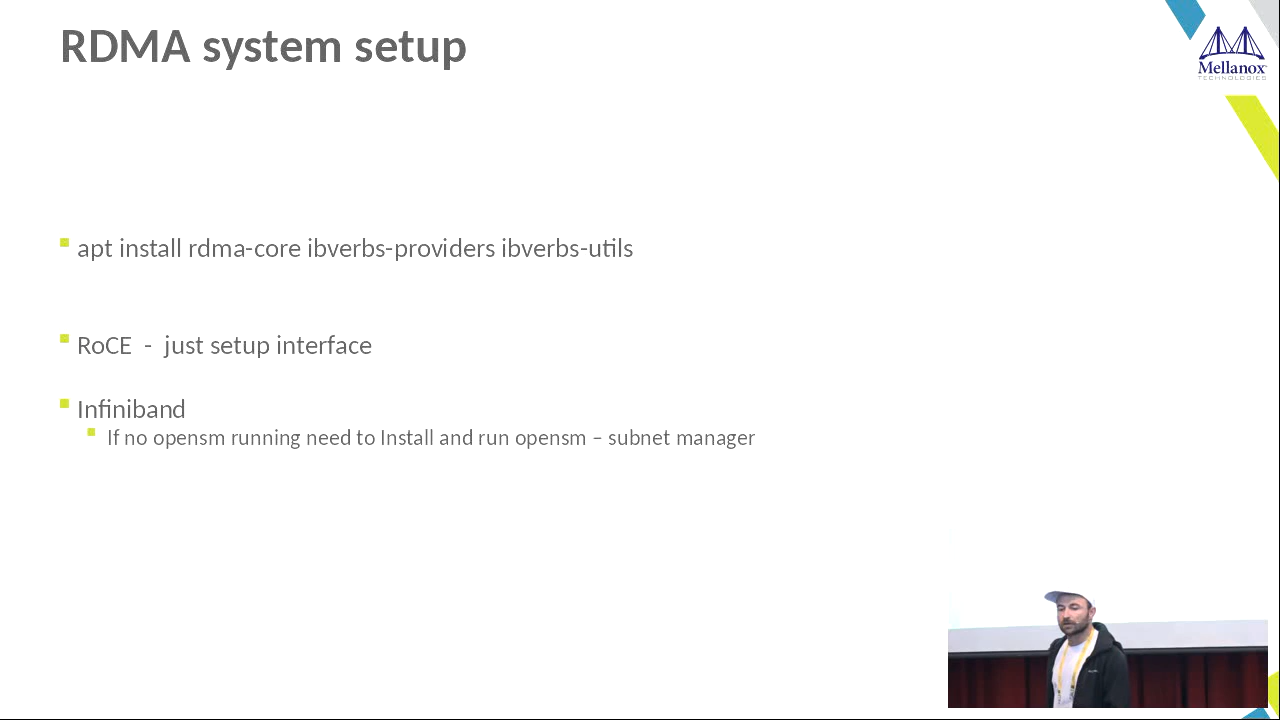 RDMA system setup
Mellanox
TECHNOLOGIES
apt install rdma-core ibverbs-providers ibverbs-utils
RoCE - just setup interface
Infiniband
If no opensm running need to Install and run opensm – subnet manager